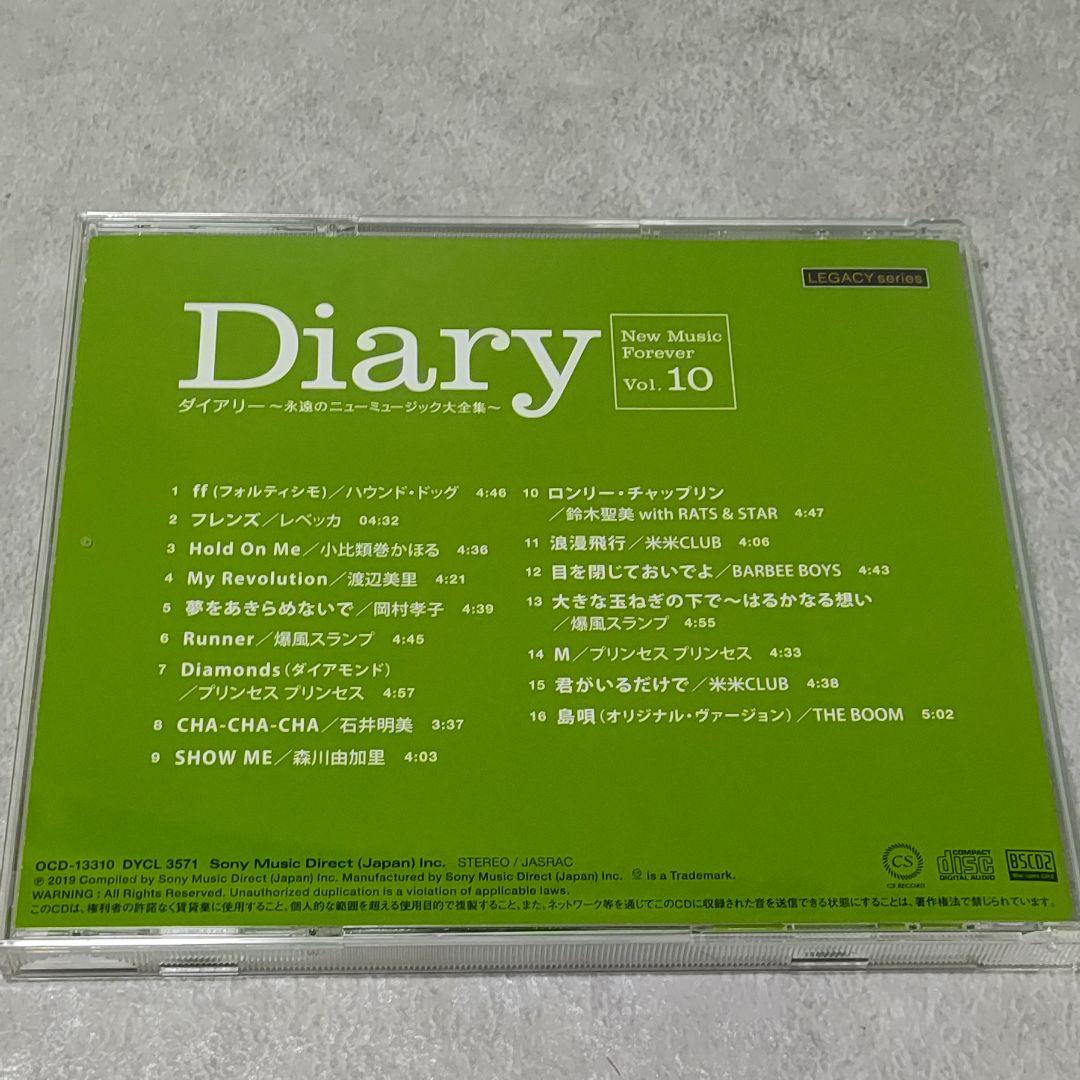 LEGACY series
Diary
New Music
Forever
Vol. 10
ダイアリー～永遠のニューミュージック大全集～
1 ff(フォルティシモ)／ハウンド・ドッグ 4:46
2 フレンズ／レベッカ 04:32
3 Hold On Me／小比類巻かほる 4:36
4 My Revolution／渡辺美里 4:21
5 夢をあきらめないで／岡村孝子 4:39
6 Runner／爆風スランプ 4:45
7 Diamonds(ダイアモンド)
／プリンセス プリンセス 4:57
8 CHA-CHA-CHA／石井明美 3:37
9 SHOW ME／森川由加里 4:03
10 ロンリー・チャップリン
／鈴木聖美 with RATS & STAR 4:47
11 浪漫飛行／米米CLUB 4:06
12 目を閉じておいでよ／BARBEE BOYS 4:43
13 大きな玉ねぎの下で～はるかなる想い
／爆風スランプ 4:55
14 M／プリンセス プリンセス 4:33
15 君がいるだけで／米米CLUB 4:38
16 島唄(オリジナル・ヴァージョン)／THE BOOM 5:02
OCD-13310 DYCL 3571 Sony Music Direct (Japan) Inc. STEREO / JASRAC
℗ 2019 Compiled by Sony Music Direct (Japan) Inc. Manufactured by Sony Music Direct (Japan) Inc. is a Trademark.
WARNING : All Rights Reserved. Unauthorized duplication is a violation of applicable laws.
このCDは、権利者の許諾なく賃貸業に使用すること、個人的な範囲を超える使用目的で複製すること、また、ネットワーク等を通じてこのCDに収録された音を送信できる状態にすることは、著作権法で禁じられています。
CS
CS RECORD
COMPACT
disc
DIGITAL AUDIO
BSCD2